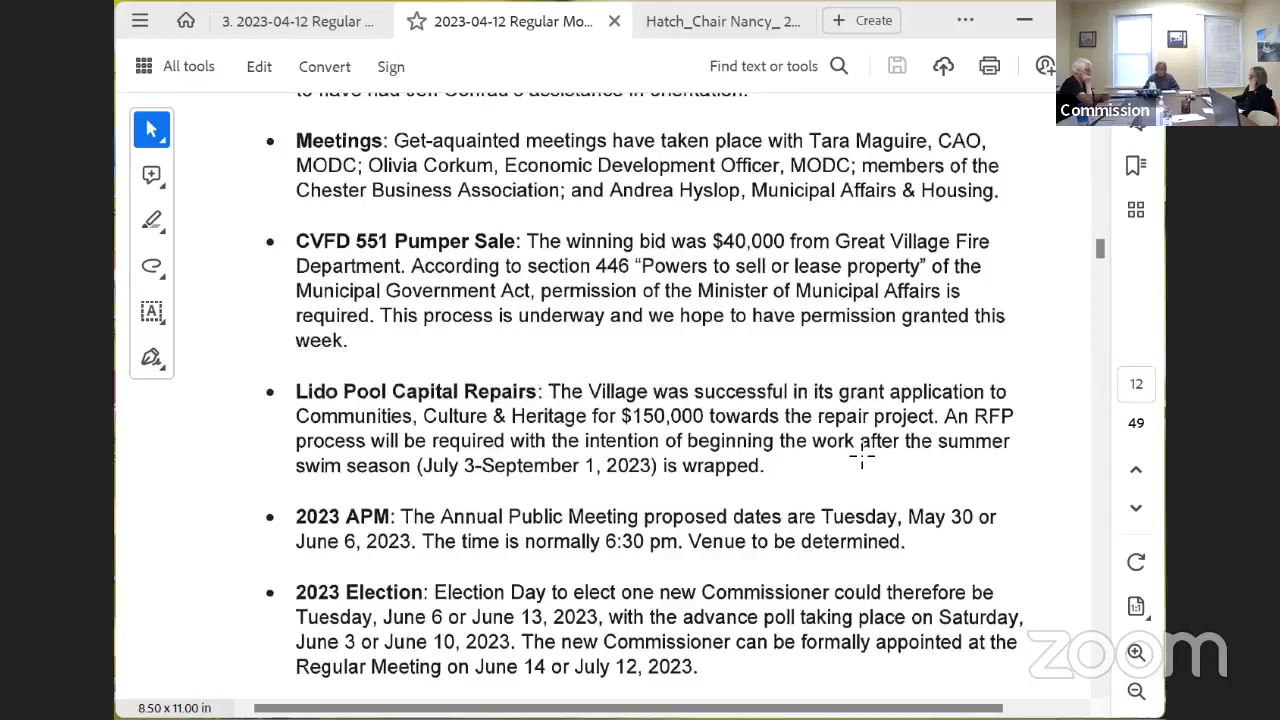 3. 2023-04-12 Regular ...
2023-04-12 Regular Mo...
Hatch_Chair Nancy_ 2...
Create
All tools
Edit
Convert
Sign
Find text or tools
Commission
to have had Jeff Conrad's assistance in orientation.
Meetings: Get-aquainted meetings have taken place with Tara Maguire, CAO,
MODC; Olivia Corkum, Economic Development Officer, MODC; members of the
Chester Business Association; and Andrea Hyslop, Municipal Affairs & Housing.
CVFD 551 Pumper Sale: The winning bid was $40,000 from Great Village Fire
Department. According to section 446 “Powers to sell or lease property” of the
Municipal Government Act, permission of the Minister of Municipal Affairs is
required. This process is underway and we hope to have permission granted this
week.
Lido Pool Capital Repairs: The Village was successful in its grant application to
Communities, Culture & Heritage for $150,000 towards the repair project. An RFP
process will be required with the intention of beginning the work after the summer
swim season (July 3-September 1, 2023) is wrapped.
2023 APM: The Annual Public Meeting proposed dates are Tuesday, May 30 or
June 6, 2023. The time is normally 6:30 pm. Venue to be determined.
2023 Election: Election Day to elect one new Commissioner could therefore be
Tuesday, June 6 or June 13, 2023, with the advance poll taking place on Saturday,
June 3 or June 10, 2023. The new Commissioner can be formally appointed at the
Regular Meeting on June 14 or July 12, 2023.
12
49
1:1
zoom
8.50 x 11.00 in